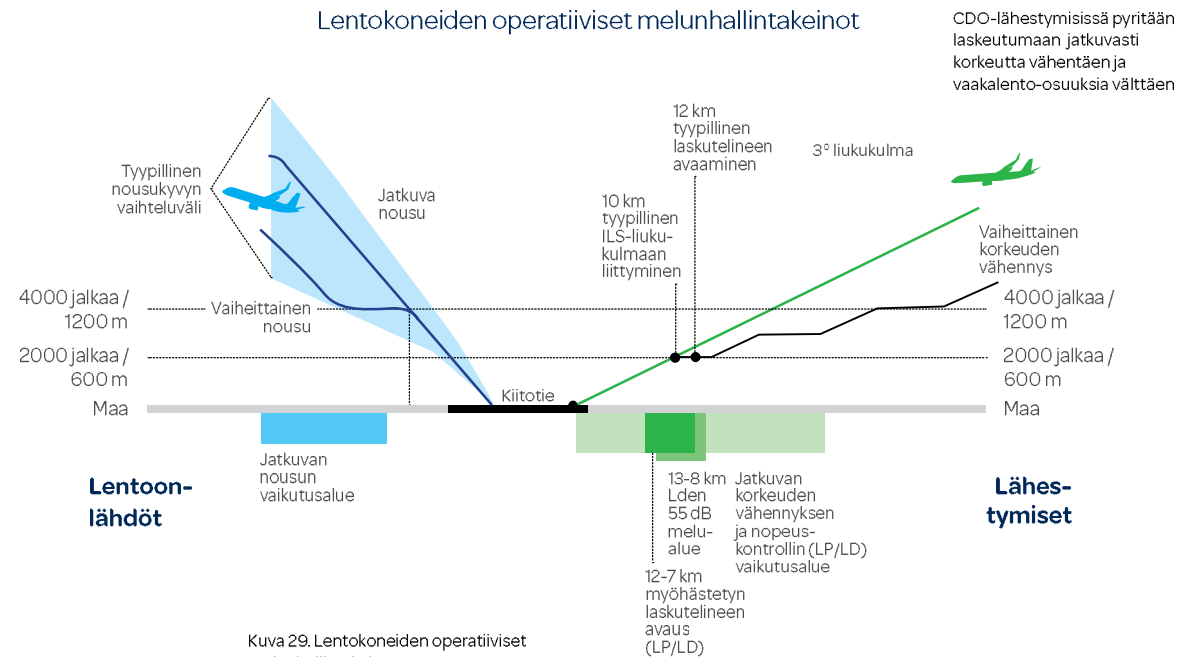 Lentokoneiden operatiiviset melunhallintakeinot
CDO-lähestymisissä pyritään
laskeutumaan jatkuvasti
korkeutta vähentäen ja
vaakalento-osuuksia välttäen
12 km
tyypillinen
laskutelineen
avaaminen
3º liukukulma
Tyypillinen
nousukyvyn
vaihteluväli
Jatkuva
nousu
10 km
tyypillinen
ILS-liuku-
kulmaan
liittyminen
Vaiheittainen
korkeuden
vähennys
4000 jalkaa /
1200 m
Vaiheittainen
nousu
4000 jalkaa /
1200 m
2000 jalkaa /
600 m
2000 jalkaa /
600 m
Maa
Kiitotie
Maa
Jatkuvan
nousun
vaikutusalue
Lentoon-
lähdöt
13-8 km
Lden
55 dB
melu-
alue
Jatkuvan
korkeuden
vähennyksen
ja nopeus-
kontrollin (LP/LD)
vaikutusalue
Lähes-
tymiset
12-7 km
myöhästetyn
laskutelineen
avaus
(LP/LD)
Kuva 29. Lentokoneiden operatiiviset